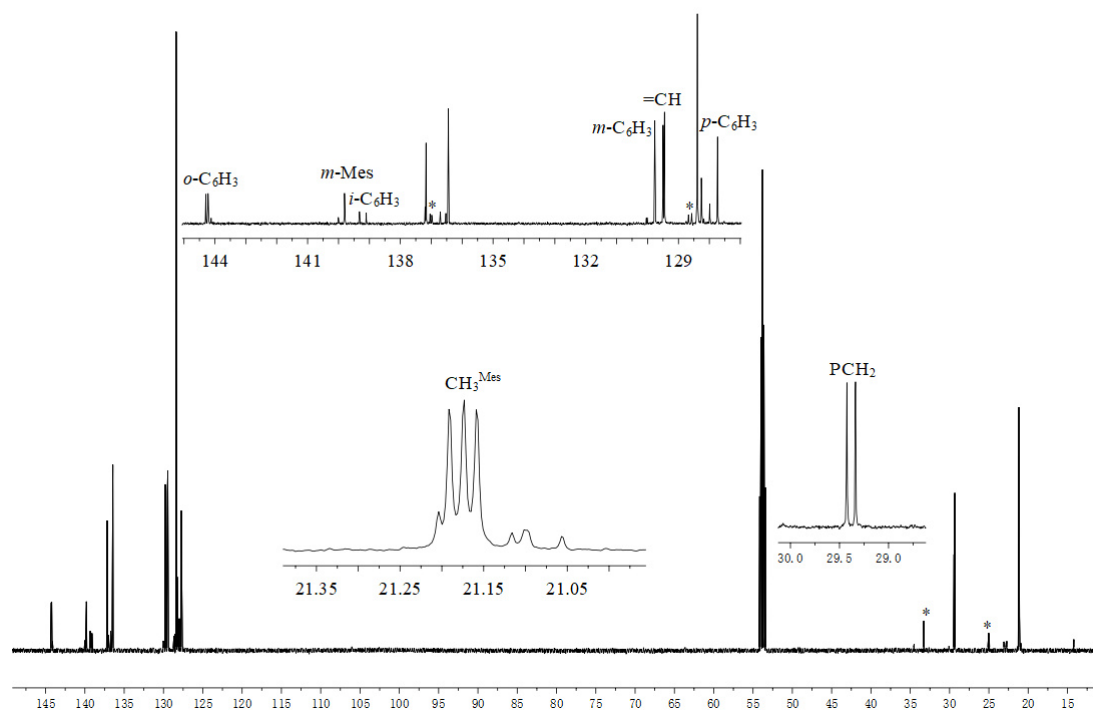 =CH
m-C₆H₃ p-C₆H₃
o-C₆H₃ m-Mes
i-C₆H₃
* *
144 141 138 135 132 129
CH₃ᴹᵉˢ PCH₂
30.0 29.5 29.0
21.35 21.25 21.15 21.05
* *
145 140 135 130 125 120 115 110 105 100 95 90 85 80 75 70 65 60 55 50 45 40 35 30 25 20 15